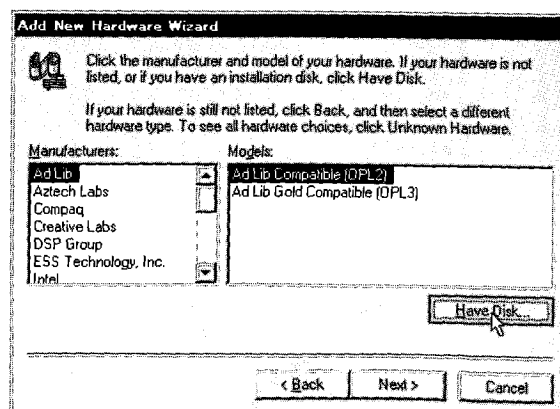 Add New Hardware Wizard
Click the manufacturer and model of your hardware. If your hardware is not
listed, or if you have an installation disk, click Have Disk.
If your hardware is still not listed, click Back, and then select a different
hardware type. To see all hardware choices, click Unknown Hardware.
Manufacturers:
Models:
Ad Lib
Aztech Labs
Compaq
Creative Labs
DSP Group
ESS Technology, Inc.
Intel
Ad Lib Compatible (OPL2)
Ad Lib Gold Compatible (OPL3)
Have Disk...
< Back
Next >
Cancel